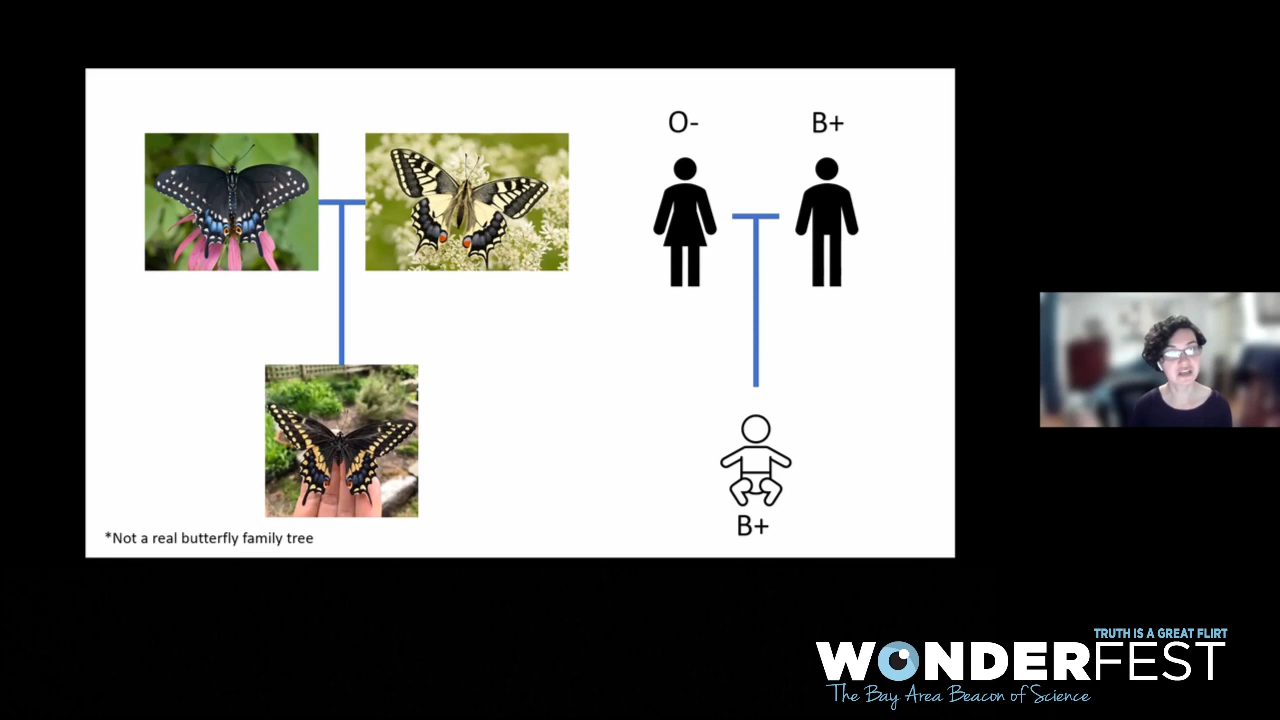 O-
B+
B+
*Not a real butterfly family tree
TRUTH IS A GREAT FLIRT
WONDERFEST
The Bay Area Beacon of Science